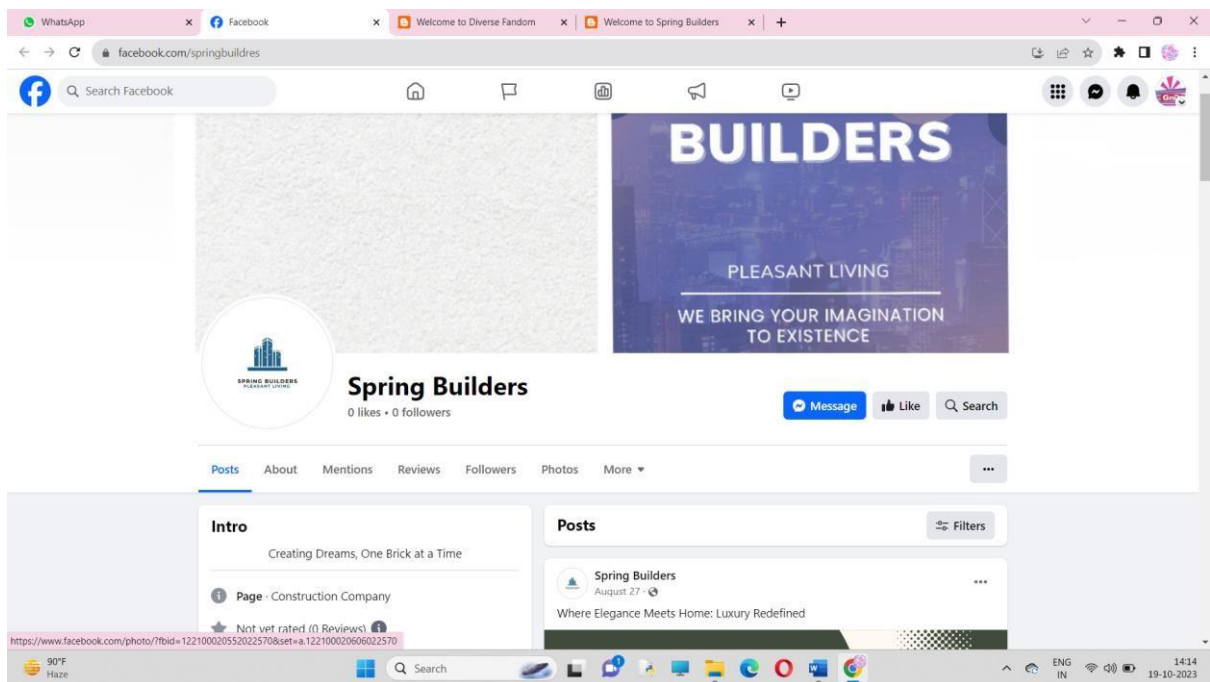 WhatsApp
Facebook
Welcome to Diverse Fandom
Welcome to Spring Builders
facebook.com/springbuildres
Search Facebook
BUILDERS
PLEASANT LIVING
WE BRING YOUR IMAGINATION
TO EXISTENCE
SPRING BUILDERS
PLEASANT LIVING
Spring Builders
0 likes • 0 followers
Message
Like
Search
Posts About Mentions Reviews Followers Photos More
Intro
Creating Dreams, One Brick at a Time
Page · Construction Company
Not yet rated (0 Reviews)
Posts
Filters
Spring Builders
August 27 ·
Where Elegance Meets Home: Luxury Redefined
https://www.facebook.com/photo/?fbid=122100020552022570&set=a.122100020606022570
90°F
Haze
Search
ENG
IN
14:14
19-10-2023